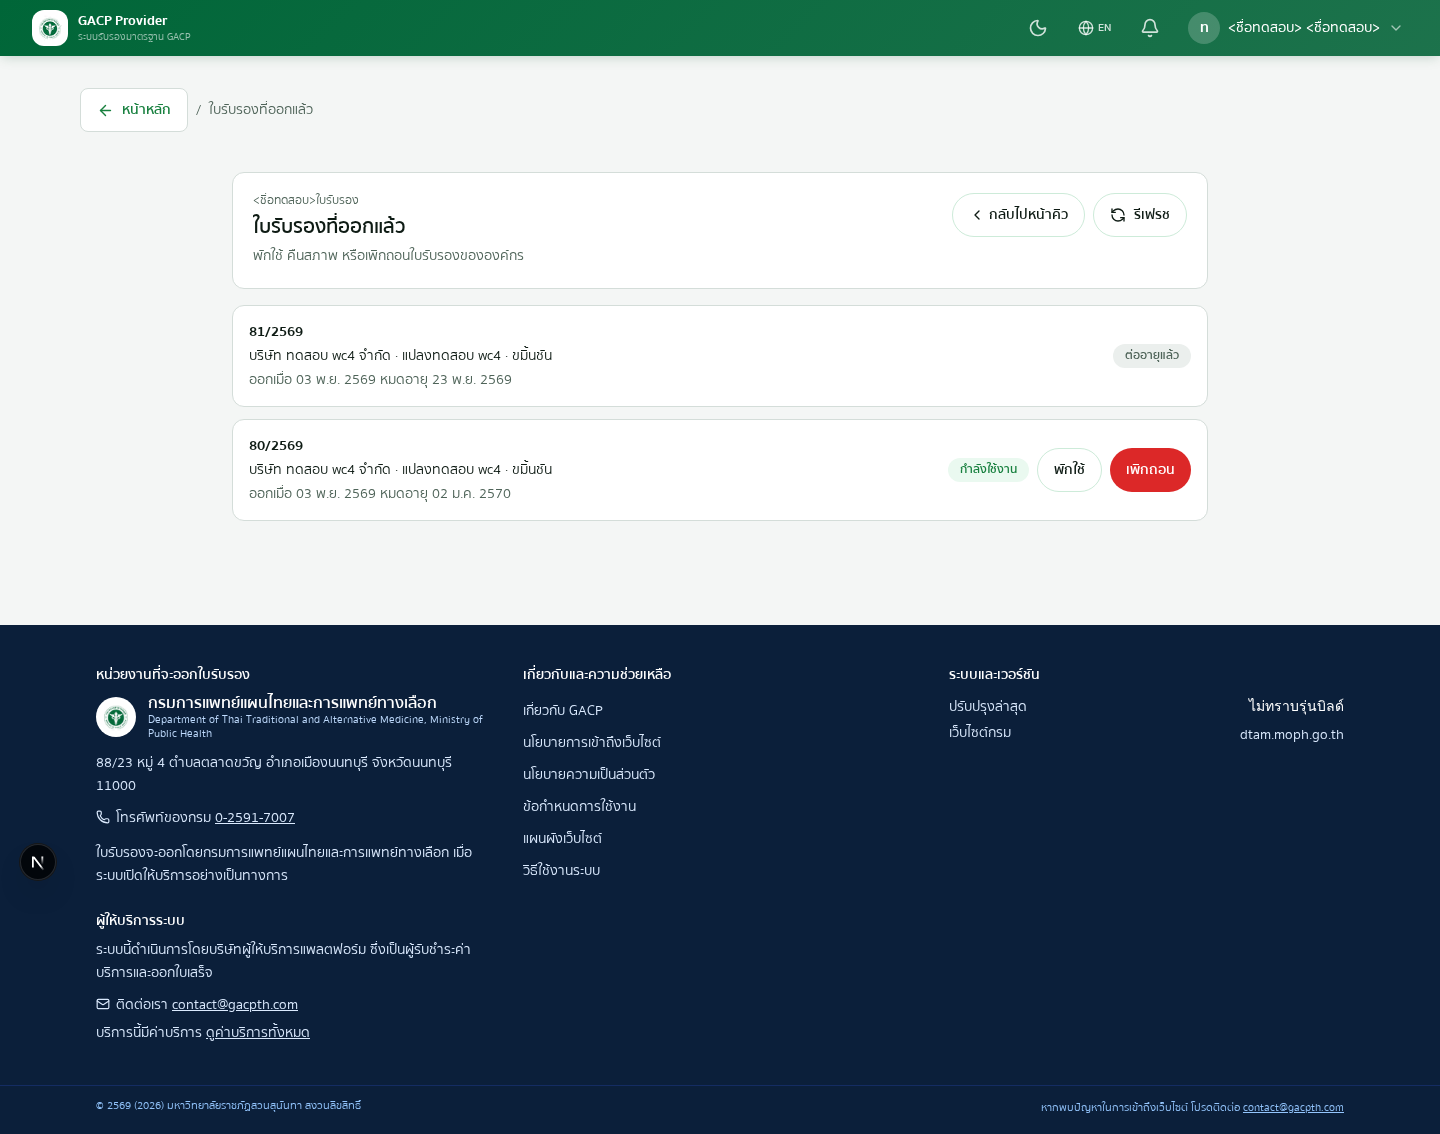 GACP Provider
ระบบรับรองมาตรฐาน GACP
EN
ท
<ชื่อทดสอบ> <ชื่อทดสอบ>
หน้าหลัก
/ ใบรับรองที่ออกแล้ว
<ชื่อทดสอบ>ใบรับรอง
ใบรับรองที่ออกแล้ว
พักใช้ คืนสภาพ หรือเพิกถอนใบรับรองขององค์กร
กลับไปหน้าคิว
รีเฟรช
81/2569
บริษัท ทดสอบ wc4 จำกัด · แปลงทดสอบ wc4 · ขมิ้นชัน
ออกเมื่อ 03 พ.ย. 2569 หมดอายุ 23 พ.ย. 2569
ต่ออายุแล้ว
80/2569
บริษัท ทดสอบ wc4 จำกัด · แปลงทดสอบ wc4 · ขมิ้นชัน
ออกเมื่อ 03 พ.ย. 2569 หมดอายุ 02 ม.ค. 2570
กำลังใช้งาน
พักใช้
เพิกถอน
หน่วยงานที่จะออกใบรับรอง
กรมการแพทย์แผนไทยและการแพทย์ทางเลือก
Department of Thai Traditional and Alternative Medicine, Ministry of
Public Health
88/23 หมู่ 4 ตำบลตลาดขวัญ อำเภอเมืองนนทบุรี จังหวัดนนทบุรี
11000
โทรศัพท์ของกรม 0-2591-7007
ใบรับรองจะออกโดยกรมการแพทย์แผนไทยและการแพทย์ทางเลือก เมื่อ
ระบบเปิดให้บริการอย่างเป็นทางการ
ผู้ให้บริการระบบ
ระบบนี้ดำเนินการโดยบริษัทผู้ให้บริการแพลตฟอร์ม ซึ่งเป็นผู้รับชำระค่า
บริการและออกใบเสร็จ
ติดต่อเรา contact@gacpth.com
บริการนี้มีค่าบริการ ดูค่าบริการทั้งหมด
เกี่ยวกับและความช่วยเหลือ
เกี่ยวกับ GACP
นโยบายการเข้าถึงเว็บไซต์
นโยบายความเป็นส่วนตัว
ข้อกำหนดการใช้งาน
แผนผังเว็บไซต์
วิธีใช้งานระบบ
ระบบและเวอร์ชัน
ปรับปรุงล่าสุด
ไม่ทราบรุ่นบิลด์
เว็บไซต์กรม
dtam.moph.go.th
© 2569 (2026) มหาวิทยาลัยราชภัฏสวนสุนันทา สงวนลิขสิทธิ์
หากพบปัญหาในการเข้าถึงเว็บไซต์ โปรดติดต่อ contact@gacpth.com